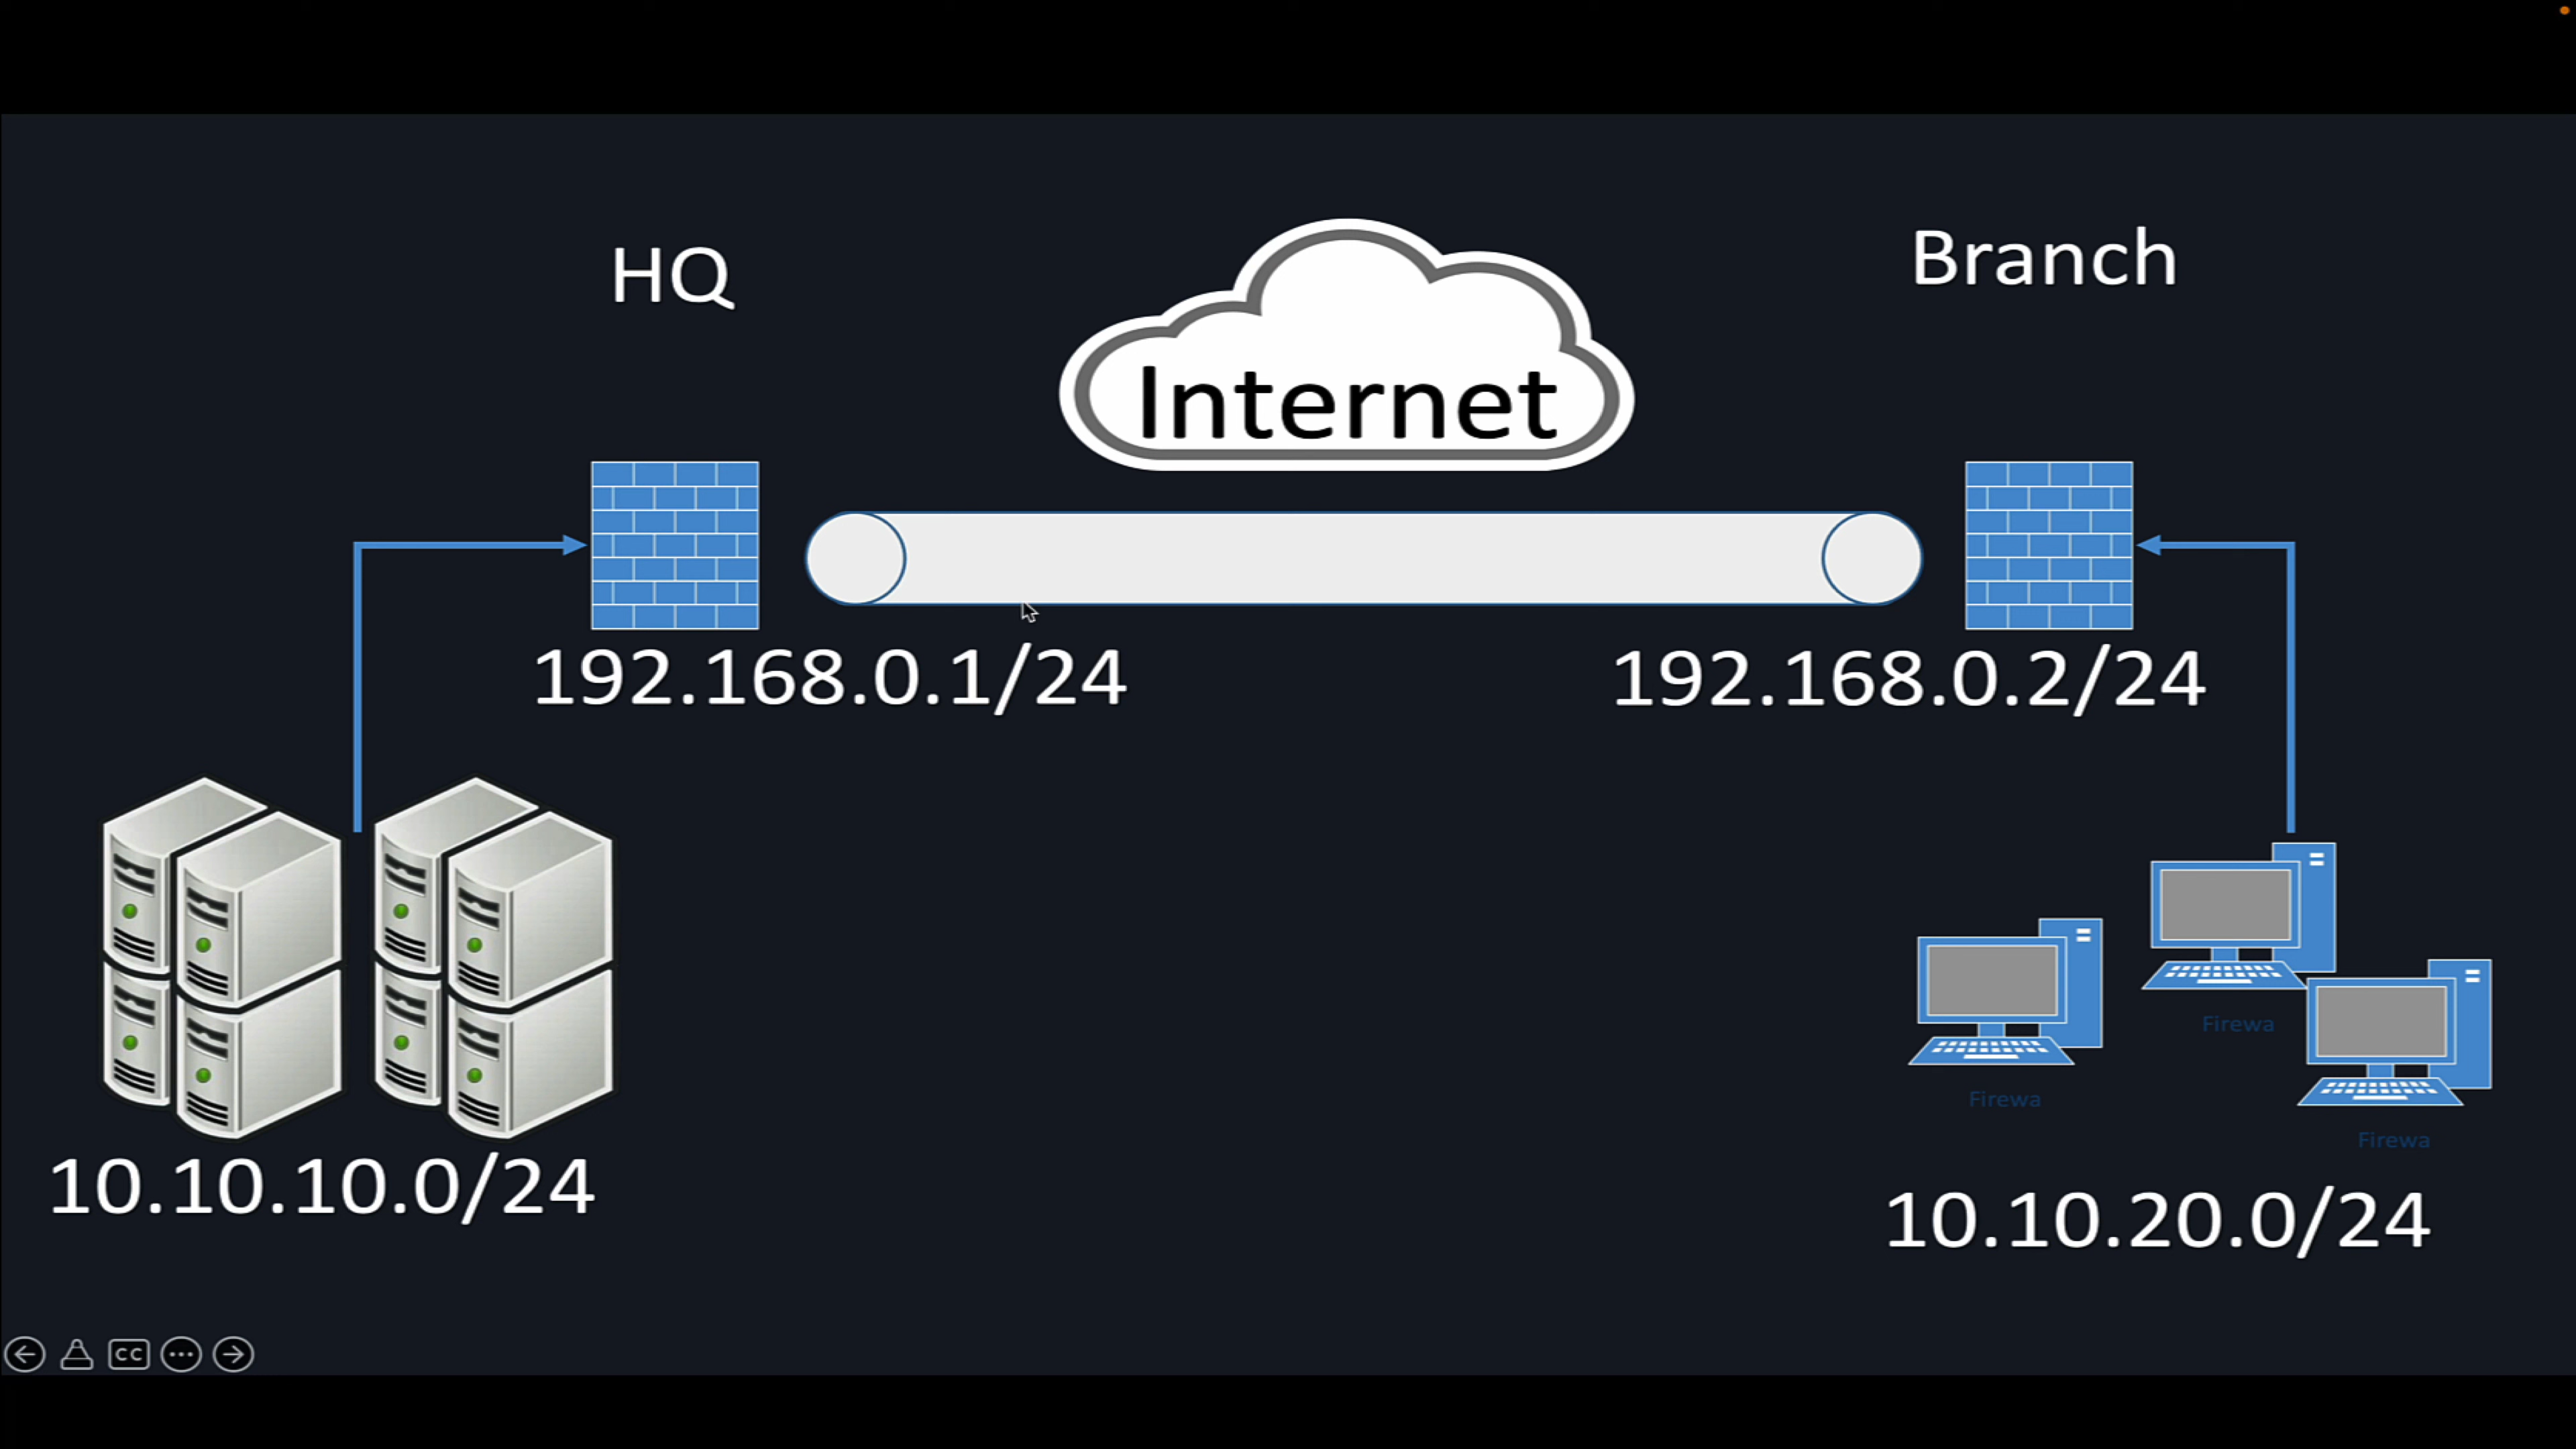 HQ
Branch
Internet
192.168.0.1/24
192.168.0.2/24
Firewa
Firewa
Firewa
10.10.10.0/24
10.10.20.0/24
CC